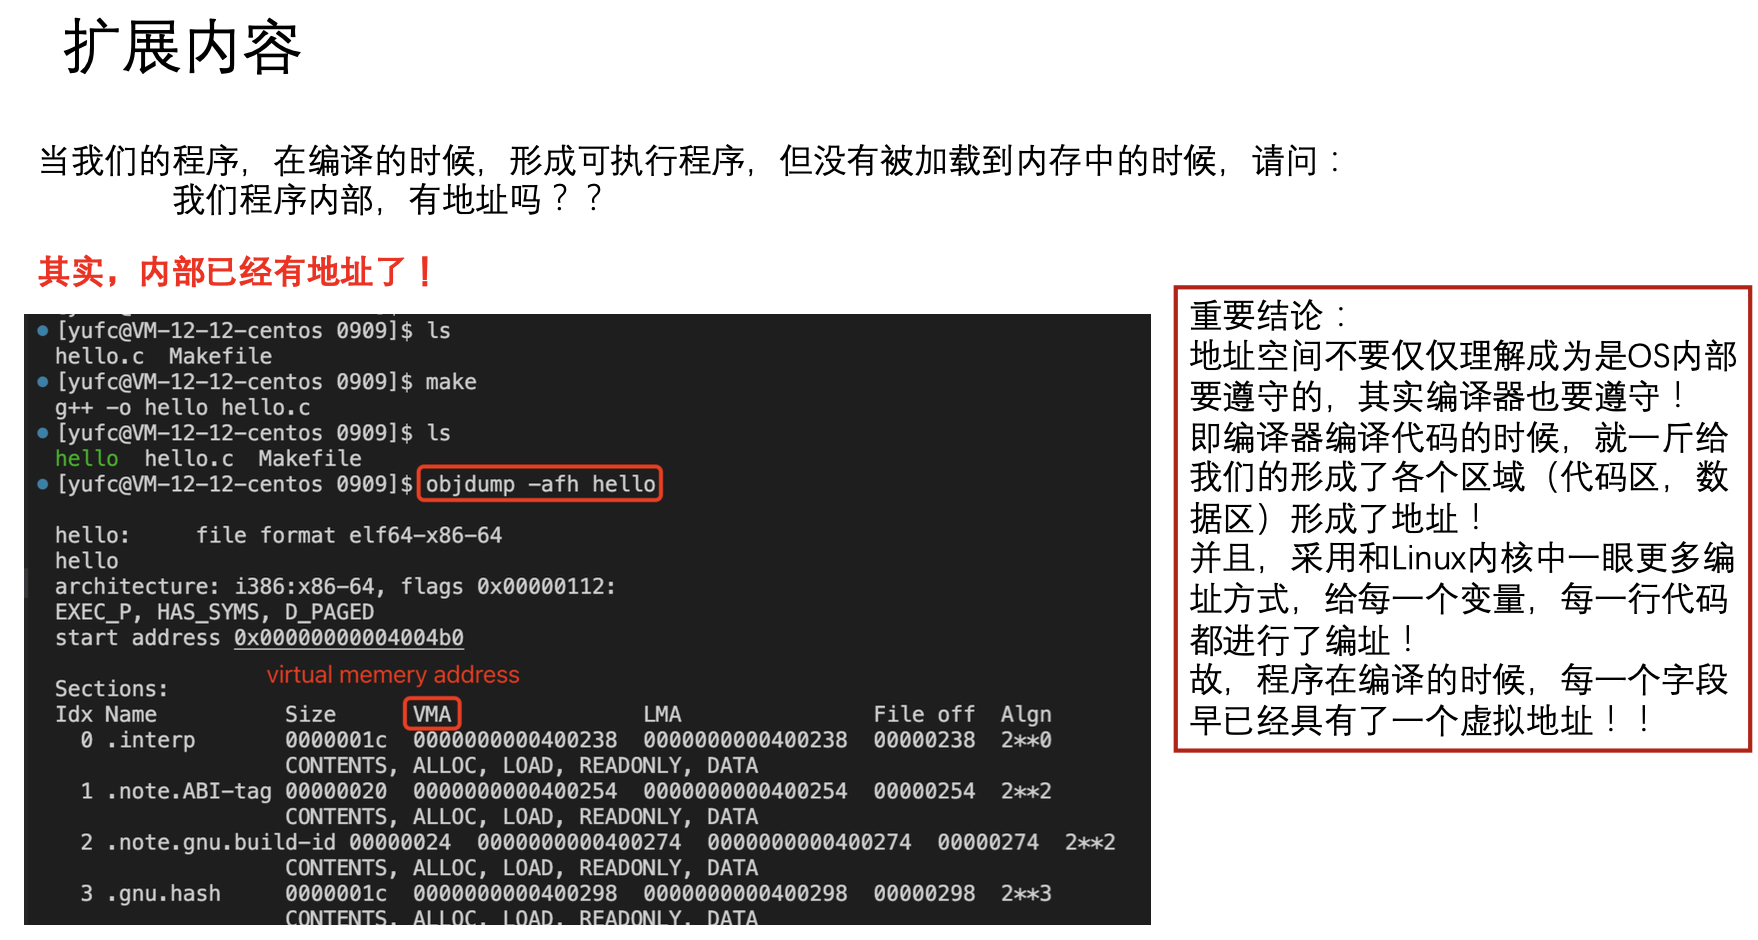 扩展内容
当我们的程序，在编译的时候，形成可执行程序，但没有被加载到内存中的时候，请问：
我们程序内部，有地址吗？？
其实，内部已经有地址了！
[yufc@VM-12-12-centos 0909]$ ls
hello.c  Makefile
[yufc@VM-12-12-centos 0909]$ make
g++ -o hello hello.c
[yufc@VM-12-12-centos 0909]$ ls
hello  hello.c  Makefile
[yufc@VM-12-12-centos 0909]$ objdump -afh hello
hello:     file format elf64-x86-64
hello
architecture: i386:x86-64, flags 0x00000112:
EXEC_P, HAS_SYMS, D_PAGED
start address 0x00000000004004b0
virtual memery address
Sections:
Idx Name          Size      VMA               LMA               File off  Algn
  0 .interp       0000001c  0000000000400238  0000000000400238  00000238  2**0
                  CONTENTS, ALLOC, LOAD, READONLY, DATA
  1 .note.ABI-tag 00000020  0000000000400254  0000000000400254  00000254  2**2
                  CONTENTS, ALLOC, LOAD, READONLY, DATA
  2 .note.gnu.build-id 00000024  0000000000400274  0000000000400274  00000274  2**2
                  CONTENTS, ALLOC, LOAD, READONLY, DATA
  3 .gnu.hash     0000001c  0000000000400298  0000000000400298  00000298  2**3
                  CONTENTS, ALLOC, LOAD, READONLY, DATA
重要结论：
地址空间不要仅仅理解成为是OS内部
要遵守的，其实编译器也要遵守！
即编译器编译代码的时候，就一斤给
我们的形成了各个区域（代码区，数
据区）形成了地址！
并且，采用和Linux内核中一眼更多编
址方式，给每一个变量，每一行代码
都进行了编址！
故，程序在编译的时候，每一个字段
早已经具有了一个虚拟地址！！